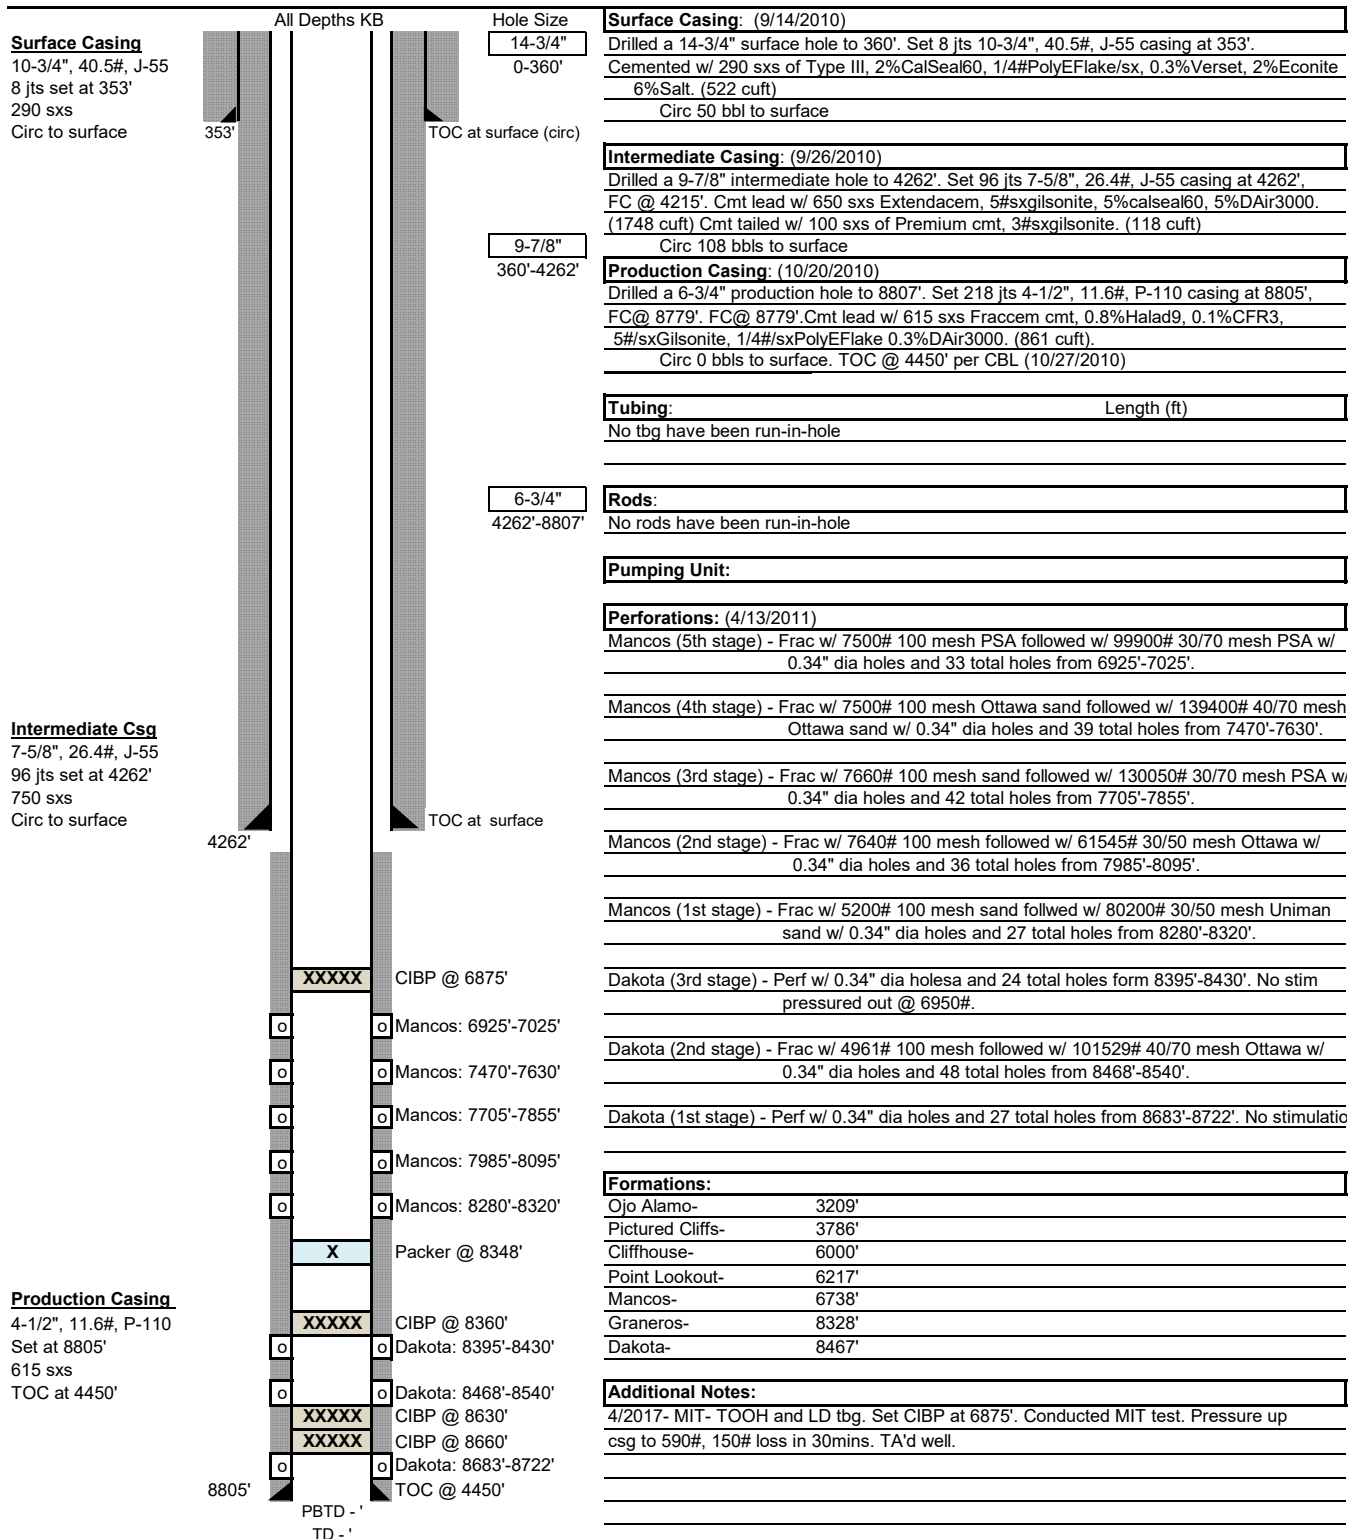 All Depths KB
Hole Size
Surface Casing
10-3/4", 40.5#, J-55
8 jts set at 353'
290 sxs
Circ to surface
353'
TOC at surface (circ)
14-3/4"
0-360'
9-7/8"
360'-4262'
6-3/4"
4262'-8807'
Intermediate Csg
7-5/8", 26.4#, J-55
96 jts set at 4262'
750 sxs
Circ to surface
TOC at surface
4262'
XXXXX CIBP @ 6875'
o o Mancos: 6925'-7025'
o o Mancos: 7470'-7630'
o o Mancos: 7705'-7855'
o o Mancos: 7985'-8095'
o o Mancos: 8280'-8320'
X Packer @ 8348'
Production Casing
4-1/2", 11.6#, P-110
Set at 8805'
615 sxs
TOC at 4450'
XXXXX CIBP @ 8360'
o o Dakota: 8395'-8430'
o o Dakota: 8468'-8540'
XXXXX CIBP @ 8630'
XXXXX CIBP @ 8660'
o o Dakota: 8683'-8722'
8805' TOC @ 4450'
PBTD - '
TD - '
Surface Casing: (9/14/2010)
Drilled a 14-3/4" surface hole to 360'. Set 8 jts 10-3/4", 40.5#, J-55 casing at 353'.
Cemented w/ 290 sxs of Type III, 2%CalSeal60, 1/4#PolyEFlake/sx, 0.3%Verset, 2%Econite
6%Salt. (522 cuft)
Circ 50 bbl to surface
Intermediate Casing: (9/26/2010)
Drilled a 9-7/8" intermediate hole to 4262'. Set 96 jts 7-5/8", 26.4#, J-55 casing at 4262',
FC @ 4215'. Cmt lead w/ 650 sxs Extendacem, 5#sxgilsonite, 5%calseal60, 5%DAir3000.
(1748 cuft) Cmt tailed w/ 100 sxs of Premium cmt, 3#sxgilsonite. (118 cuft)
Circ 108 bbls to surface
Production Casing: (10/20/2010)
Drilled a 6-3/4" production hole to 8807'. Set 218 jts 4-1/2", 11.6#, P-110 casing at 8805',
FC@ 8779'. FC@ 8779'.Cmt lead w/ 615 sxs Fraccem cmt, 0.8%Halad9, 0.1%CFR3,
5#/sxGilsonite, 1/4#/sxPolyEFlake 0.3%DAir3000. (861 cuft).
Circ 0 bbls to surface. TOC @ 4450' per CBL (10/27/2010)
Tubing: Length (ft)
No tbg have been run-in-hole
Rods:
No rods have been run-in-hole
Pumping Unit:
Perforations: (4/13/2011)
Mancos (5th stage) - Frac w/ 7500# 100 mesh PSA followed w/ 99900# 30/70 mesh PSA w/
0.34" dia holes and 33 total holes from 6925'-7025'.
Mancos (4th stage) - Frac w/ 7500# 100 mesh Ottawa sand followed w/ 139400# 40/70 mesh
Ottawa sand w/ 0.34" dia holes and 39 total holes from 7470'-7630'.
Mancos (3rd stage) - Frac w/ 7660# 100 mesh sand followed w/ 130050# 30/70 mesh PSA w/
0.34" dia holes and 42 total holes from 7705'-7855'.
Mancos (2nd stage) - Frac w/ 7640# 100 mesh followed w/ 61545# 30/50 mesh Ottawa w/
0.34" dia holes and 36 total holes from 7985'-8095'.
Mancos (1st stage) - Frac w/ 5200# 100 mesh sand follwed w/ 80200# 30/50 mesh Uniman
sand w/ 0.34" dia holes and 27 total holes from 8280'-8320'.
Dakota (3rd stage) - Perf w/ 0.34" dia holesa and 24 total holes form 8395'-8430'. No stim
pressured out @ 6950#.
Dakota (2nd stage) - Frac w/ 4961# 100 mesh followed w/ 101529# 40/70 mesh Ottawa w/
0.34" dia holes and 48 total holes from 8468'-8540'.
Dakota (1st stage) - Perf w/ 0.34" dia holes and 27 total holes from 8683'-8722'. No stimulatio
Formations:
Ojo Alamo- 3209'
Pictured Cliffs- 3786'
Cliffhouse- 6000'
Point Lookout- 6217'
Mancos- 6738'
Graneros- 8328'
Dakota- 8467'
Additional Notes:
4/2017- MIT- TOOH and LD tbg. Set CIBP at 6875'. Conducted MIT test. Pressure up
csg to 590#, 150# loss in 30mins. TA'd well.